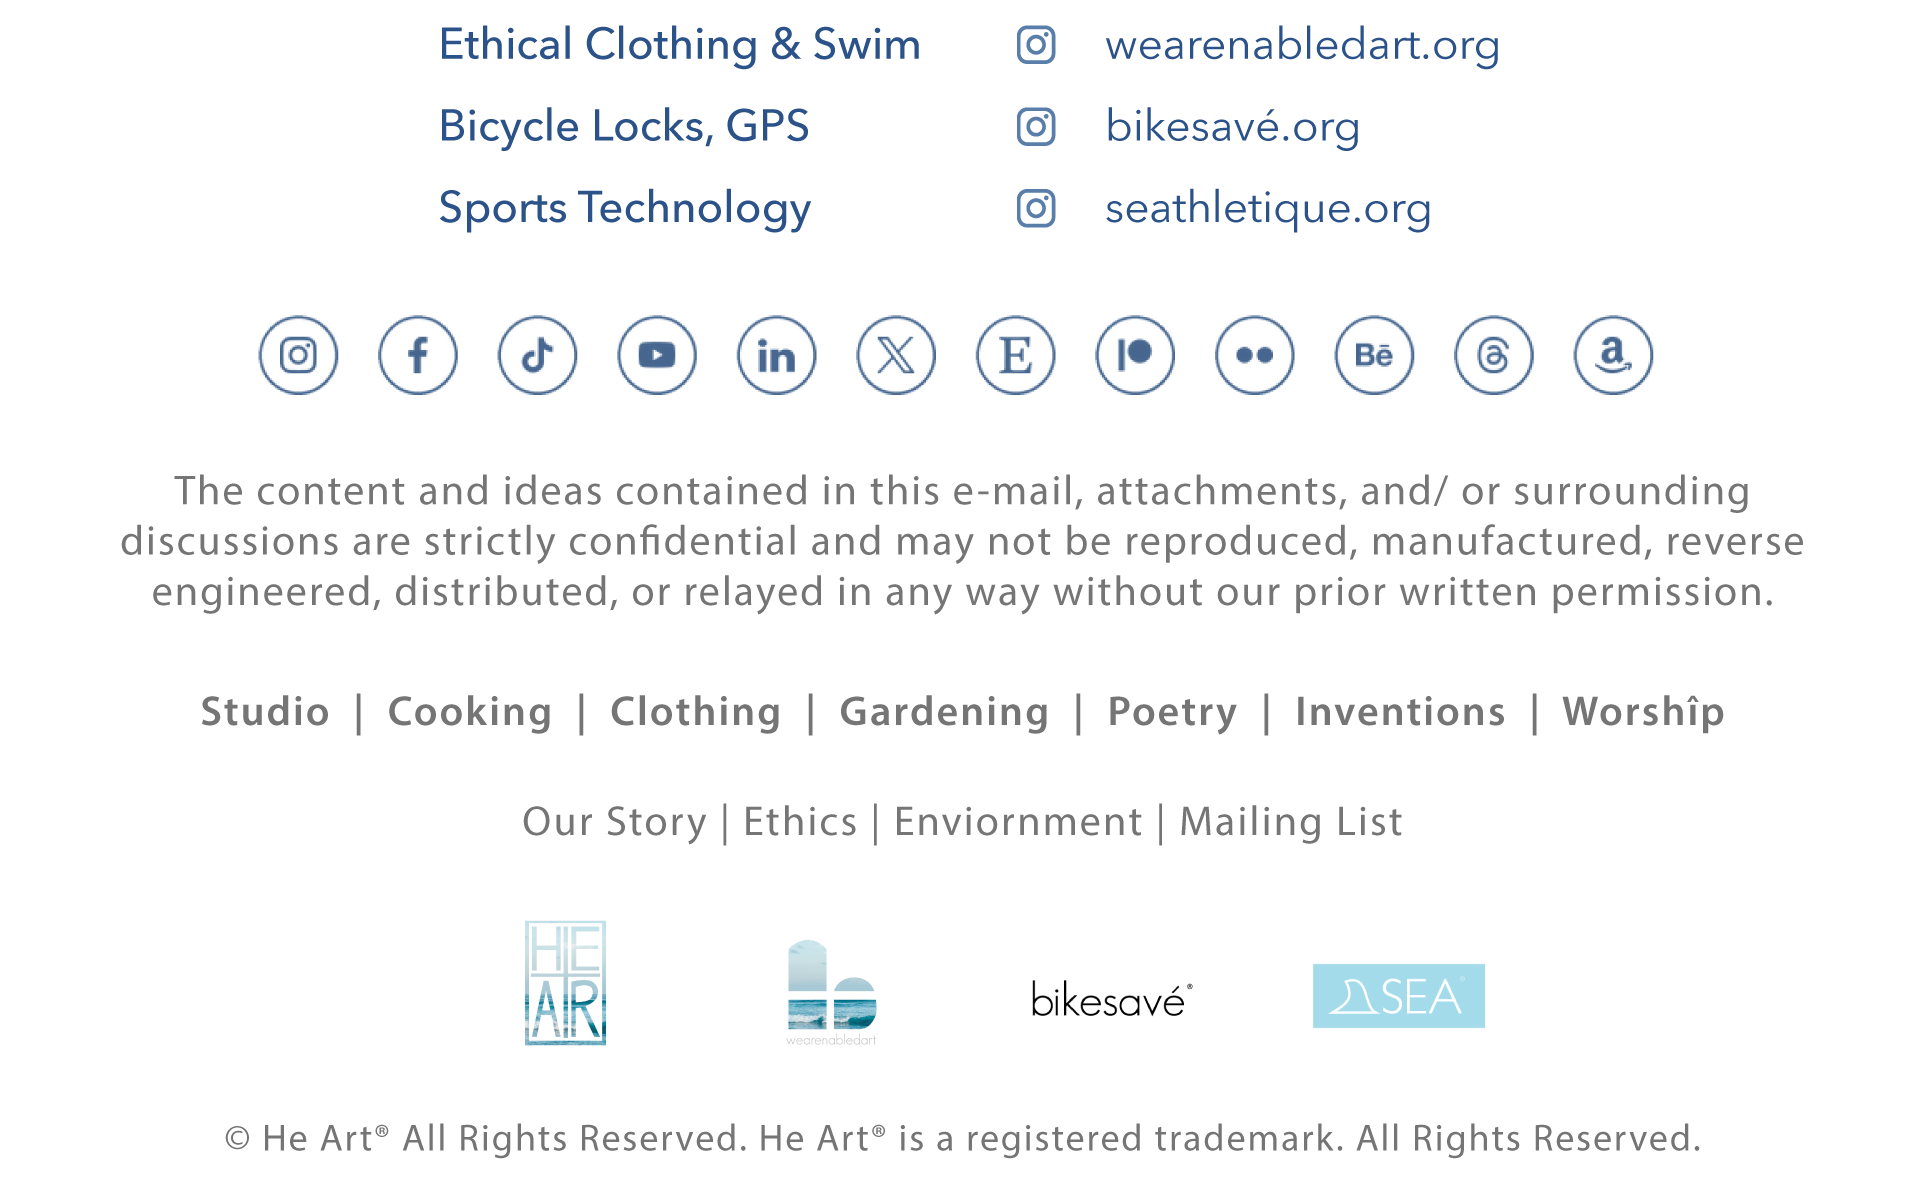 Ethical Clothing & Swim wearenabledart.org
Bicycle Locks, GPS bikesavé.org
Sports Technology seathletique.org
in X E Bē a
The content and ideas contained in this e-mail, attachments, and/ or surrounding
discussions are strictly confidential and may not be reproduced, manufactured, reverse
engineered, distributed, or relayed in any way without our prior written permission.
Studio | Cooking | Clothing | Gardening | Poetry | Inventions | Worshîp
Our Story | Ethics | Enviornment | Mailing List
HE
ART
wearenabledart
bikesavé®
SEA
© He Art® All Rights Reserved. He Art® is a registered trademark. All Rights Reserved.